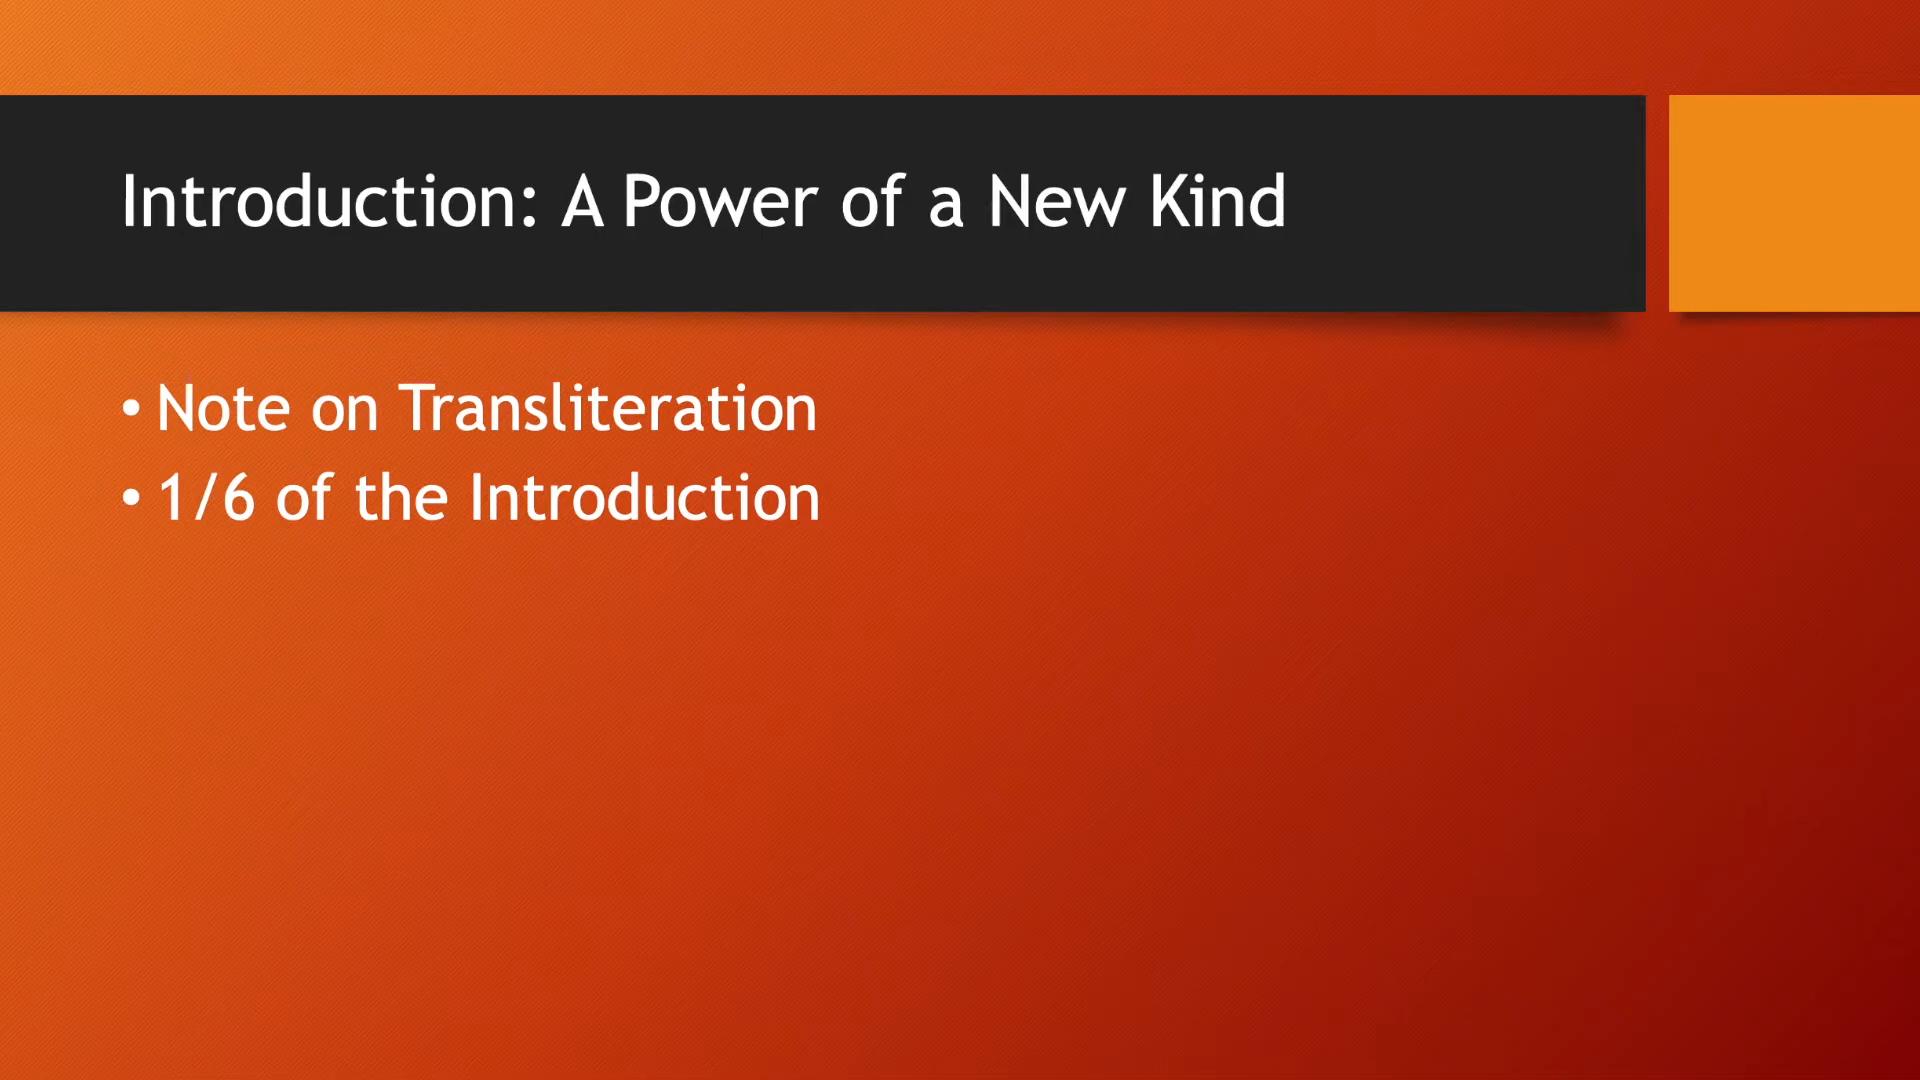 Introduction: A Power of a New Kind
• Note on Transliteration
• 1/6 of the Introduction